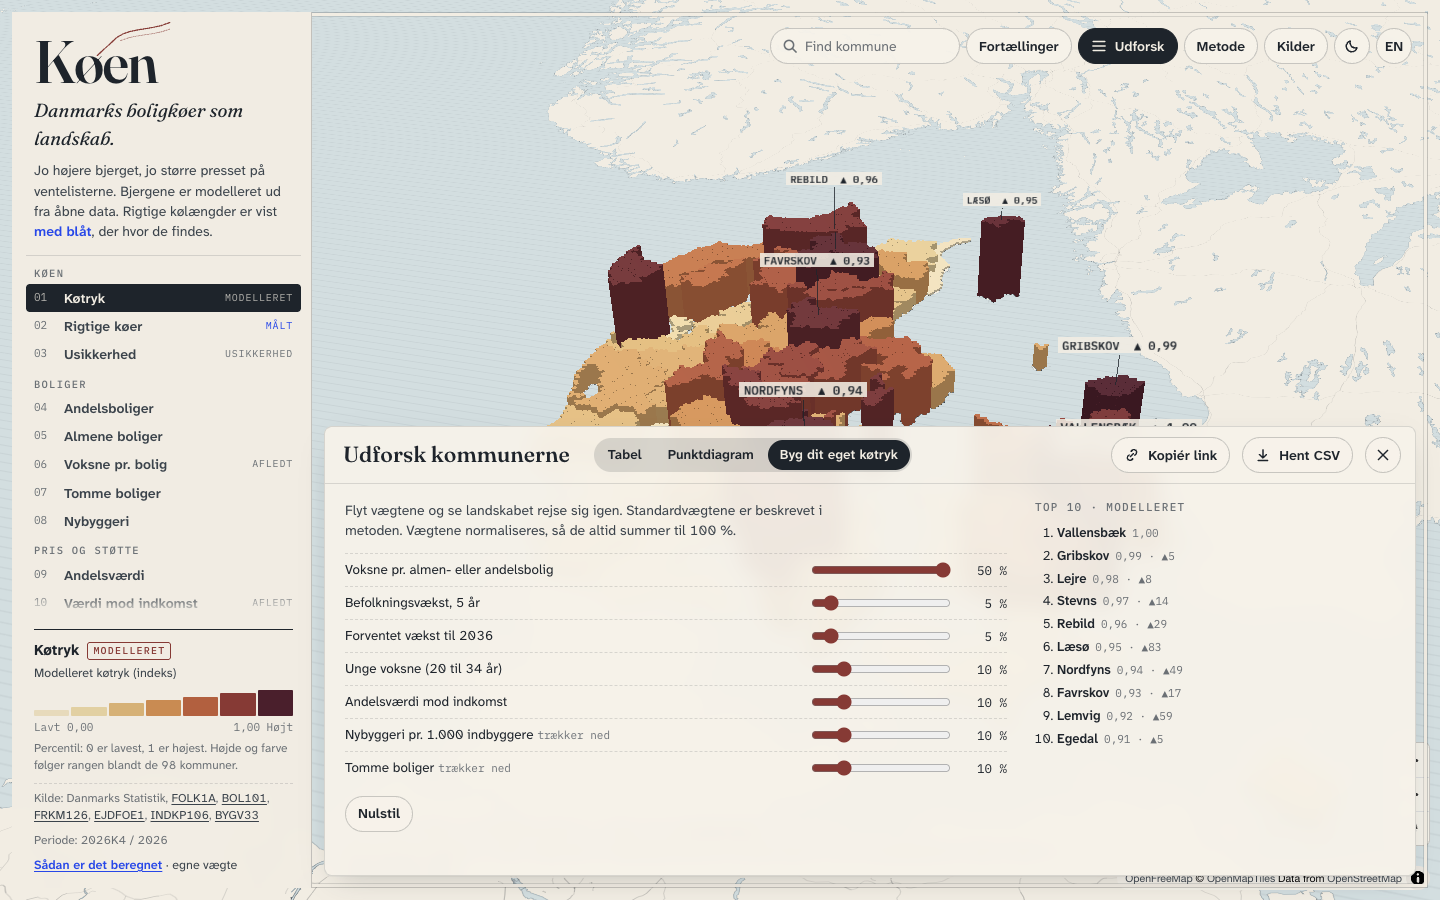 Køen
Danmarks boligkøer som
landskab.
Jo højere bjerget, jo større presset på
ventelisterne. Bjergene er modelleret ud
fra åbne data. Rigtige kølængder er vist
med blåt, der hvor de findes.
KØEN
01 Køtryk MODELLERET
02 Rigtige køer MÅLT
03 Usikkerhed USIKKERHED
BOLIGER
04 Andelsboliger
05 Almene boliger
06 Voksne pr. bolig AFLEDT
07 Tomme boliger
08 Nybyggeri
PRIS OG STØTTE
09 Andelsværdi
10 Værdi mod indkomst AFLEDT
Køtryk MODELLERET
Modelleret køtryk (indeks)
Lavt 0,00 1,00 Højt
Percentil: 0 er lavest, 1 er højest. Højde og farve
følger rangen blandt de 98 kommuner.
Kilde: Danmarks Statistik, FOLK1A, BOL101,
FRKM126, EJDFOE1, INDKP106, BYGV33
Periode: 2026K4 / 2026
Sådan er det beregnet · egne vægte
Find kommune Fortællinger Udforsk Metode Kilder EN
REBILD ▲ 0,96
LÆSØ ▲ 0,95
FAVRSKOV ▲ 0,93
GRIBSKOV ▲ 0,99
NORDFYNS ▲ 0,94
VALLENSBÆK ▲ 1,00
Udforsk kommunerne Tabel Punktdiagram Byg dit eget køtryk Kopiér link Hent CSV
Flyt vægtene og se landskabet rejse sig igen. Standardvægtene er beskrevet i
metoden. Vægtene normaliseres, så de altid summer til 100 %.
Voksne pr. almen- eller andelsbolig 50 %
Befolkningsvækst, 5 år 5 %
Forventet vækst til 2036 5 %
Unge voksne (20 til 34 år) 10 %
Andelsværdi mod indkomst 10 %
Nybyggeri pr. 1.000 indbyggere trækker ned 10 %
Tomme boliger trækker ned 10 %
Nulstil
TOP 10 · MODELLERET
1. Vallensbæk 1,00
2. Gribskov 0,99 · ▲5
3. Lejre 0,98 · ▲8
4. Stevns 0,97 · ▲14
5. Rebild 0,96 · ▲29
6. Læsø 0,95 · ▲83
7. Nordfyns 0,94 · ▲49
8. Favrskov 0,93 · ▲17
9. Lemvig 0,92 · ▲59
10. Egedal 0,91 · ▲5
OpenFreeMap © OpenMapTiles Data from OpenStreetMap